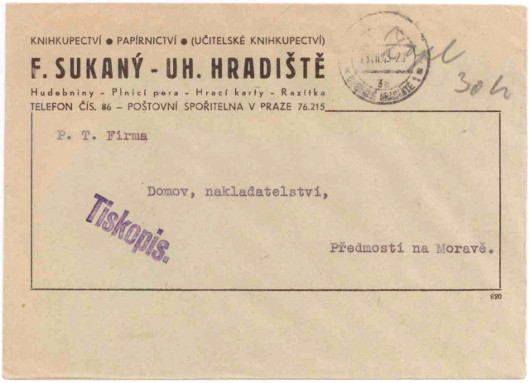 KNIHKUPECTVÍ ● PAPÍRNICTVÍ ● (UČITELSKÉ KNIHKUPECTVÍ)
F. SUKANÝ - UH. HRADIŠTĚ
Hudebniny - Plnicí pera - Hrací karty - Razítka
TELEFON ČÍS. 86 - POŠTOVNÍ SPOŘITELNA V PRAZE 76.215
30h
P. T. Firma
Domov, nakladatelství,
Tiskopis.
Předmostí na Moravě.
620